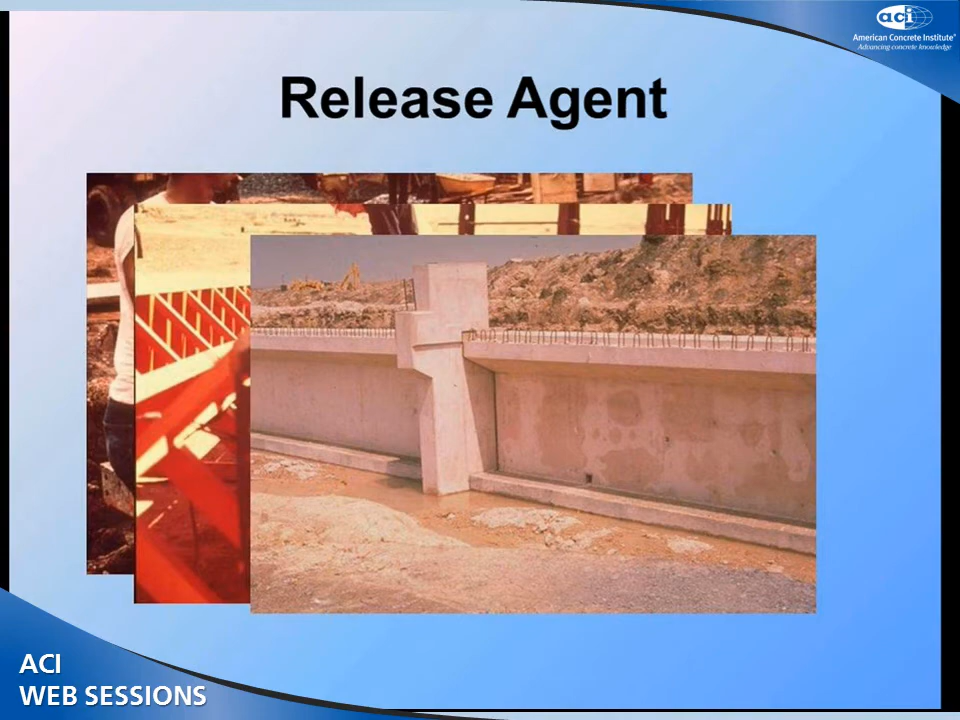 aci
American Concrete Institute®
Advancing concrete knowledge
Release Agent
ACI
WEB SESSIONS